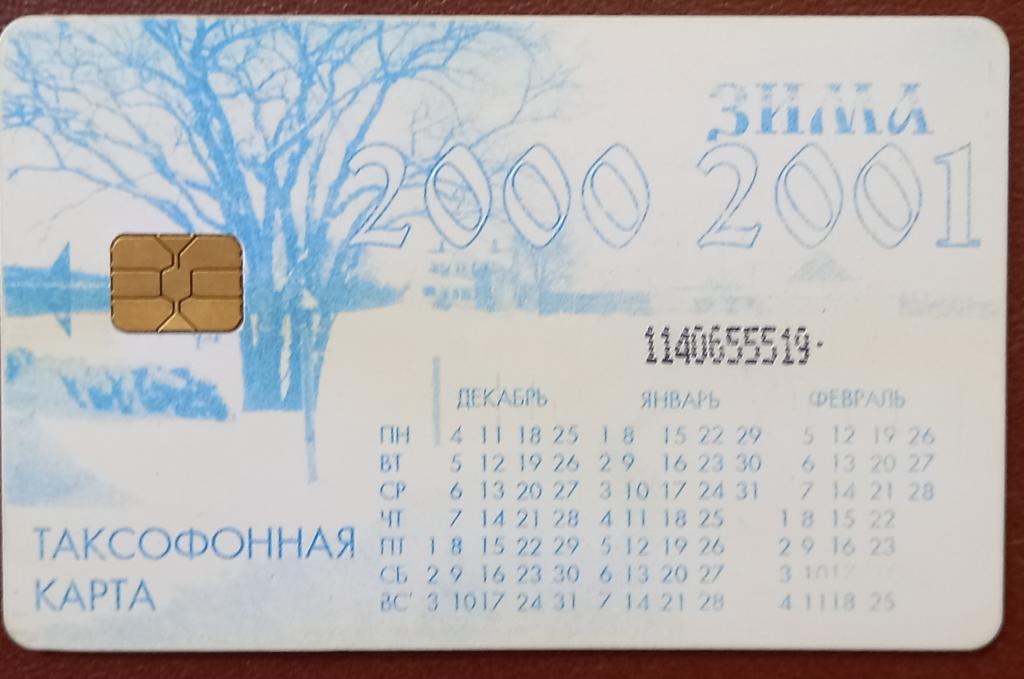 ЗИМА
2000 2001
1140655519
ДЕКАБРЬ ЯНВАРЬ ФЕВРАЛЬ
ПН 4 11 18 25 1 8 15 22 29 5 12 19 26
ВТ 5 12 19 26 2 9 16 23 30 6 13 20 27
СР 6 13 20 27 3 10 17 24 31 7 14 21 28
ЧТ 7 14 21 28 4 11 18 25 1 8 15 22
ПТ 1 8 15 22 29 5 12 19 26 2 9 16 23
СБ 2 9 16 23 30 6 13 20 27 3 10 17
ВС 3 10 17 24 31 7 14 21 28 4 11 18 25
ТАКСОФОННАЯ
КАРТА